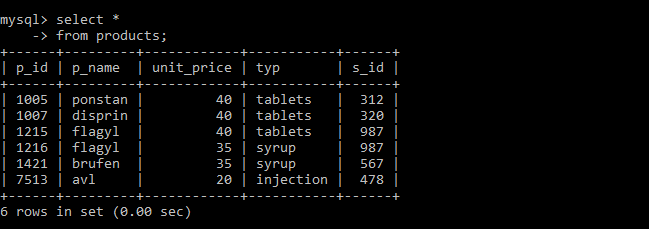 mysql> select *
    -> from products;
+------+---------+------------+-----------+------+
| p_id | p_name  | unit_price | typ       | s_id |
+------+---------+------------+-----------+------+
| 1005 | ponstan |         40 | tablets   | 312 |
| 1007 | disprin |         40 | tablets   | 320 |
| 1215 | flagyl  |         40 | tablets   | 987 |
| 1216 | flagyl  |         35 | syrup     | 987 |
| 1421 | brufen  |         35 | syrup     | 567 |
| 7513 | avl     |         20 | injection | 478 |
+------+---------+------------+-----------+------+
6 rows in set (0.00 sec)